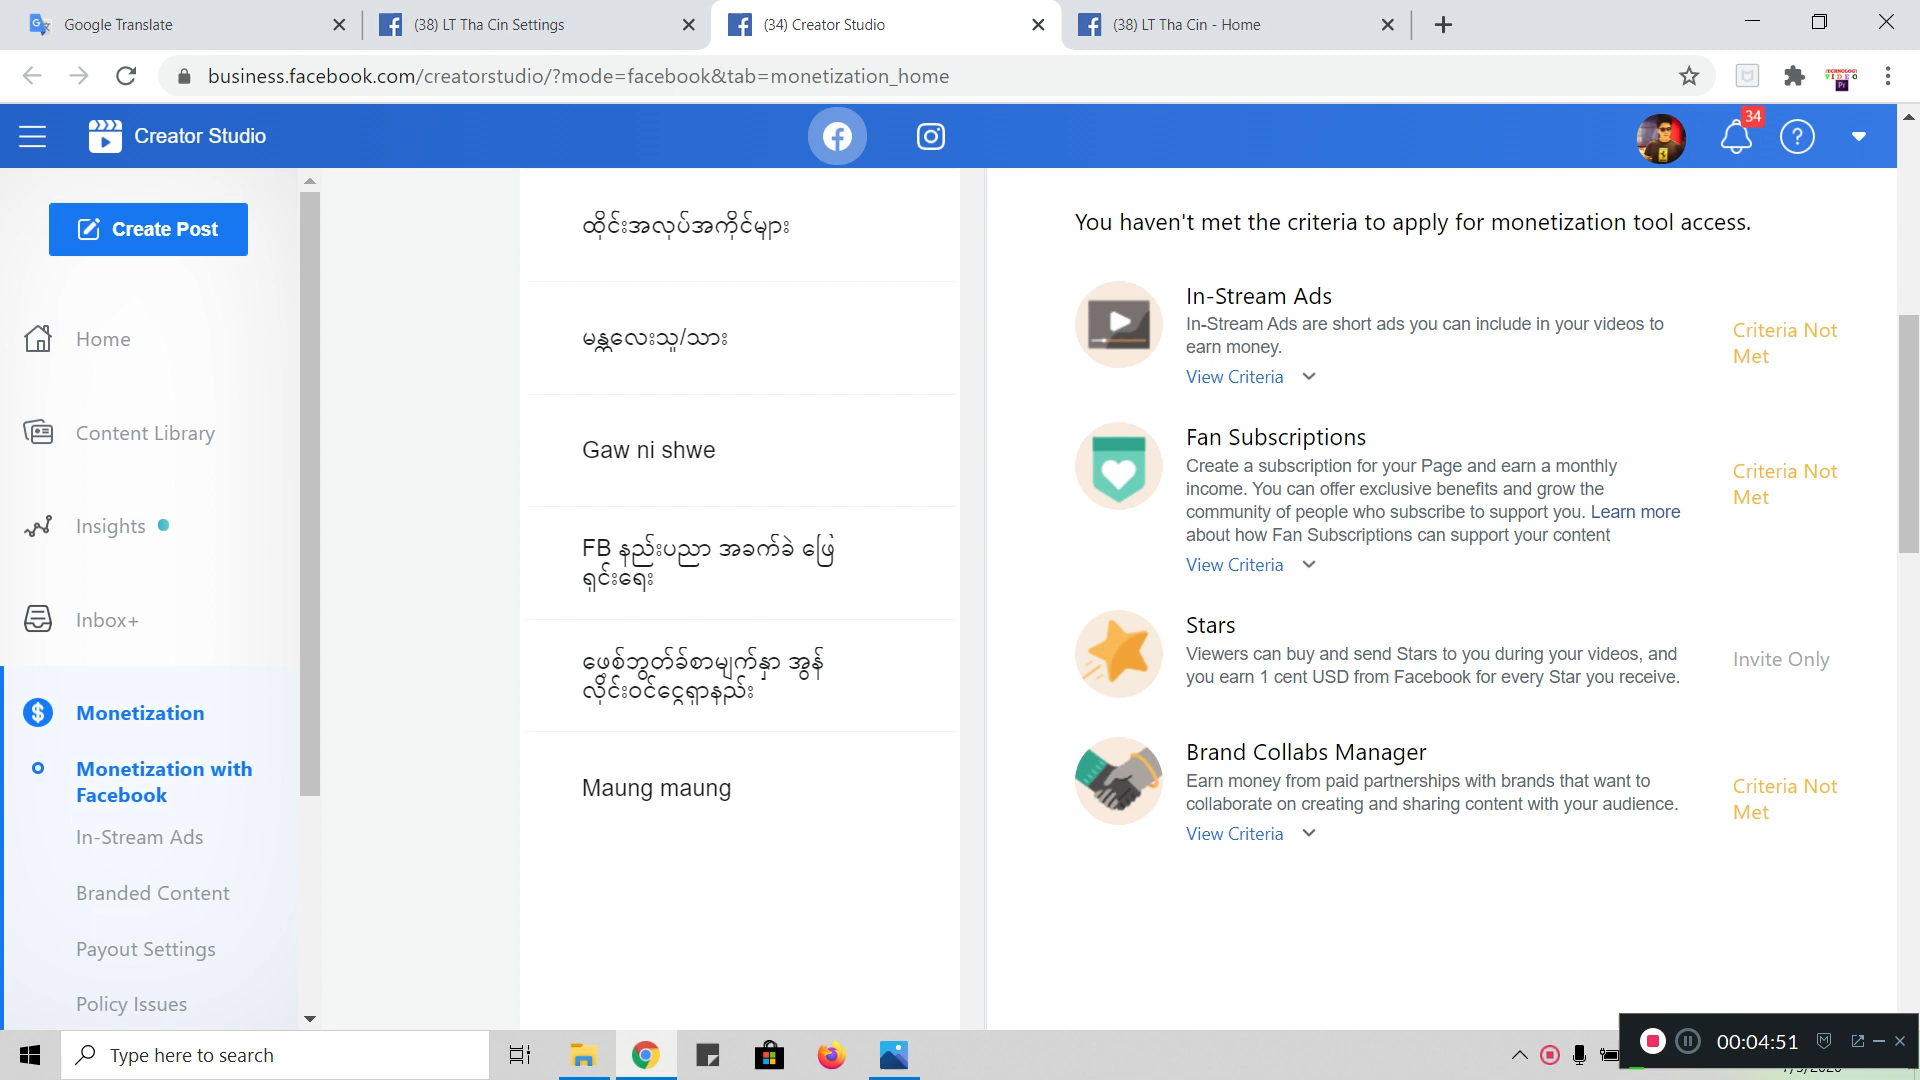 Google Translate
(38) LT Tha Cin Settings
(34) Creator Studio
(38) LT Tha Cin - Home
business.facebook.com/creatorstudio/?mode=facebook&tab=monetization_home
Creator Studio
34
Create Post
Home
Content Library
Insights
Inbox+
Monetization
Monetization with
Facebook
In-Stream Ads
Branded Content
Payout Settings
Policy Issues
ထိုင်းအလုပ်အကိုင်များ
မန္တလေးသူ/သား
Gaw ni shwe
FB နည်းပညာ အခက်ခဲ ဖြေ
ရှင်းရေး
ဖေ့စ်ဘွတ်ခ်စာမျက်နှာ အွန်
လိုင်းဝင်ငွေရှာနည်း
Maung maung
You haven't met the criteria to apply for monetization tool access.
In-Stream Ads
In-Stream Ads are short ads you can include in your videos to
earn money.
View Criteria
Criteria Not
Met
Fan Subscriptions
Create a subscription for your Page and earn a monthly
income. You can offer exclusive benefits and grow the
community of people who subscribe to support you. Learn more
about how Fan Subscriptions can support your content
View Criteria
Criteria Not
Met
Stars
Viewers can buy and send Stars to you during your videos, and
you earn 1 cent USD from Facebook for every Star you receive.
Invite Only
Brand Collabs Manager
Earn money from paid partnerships with brands that want to
collaborate on creating and sharing content with your audience.
View Criteria
Criteria Not
Met
Type here to search
00:04:51